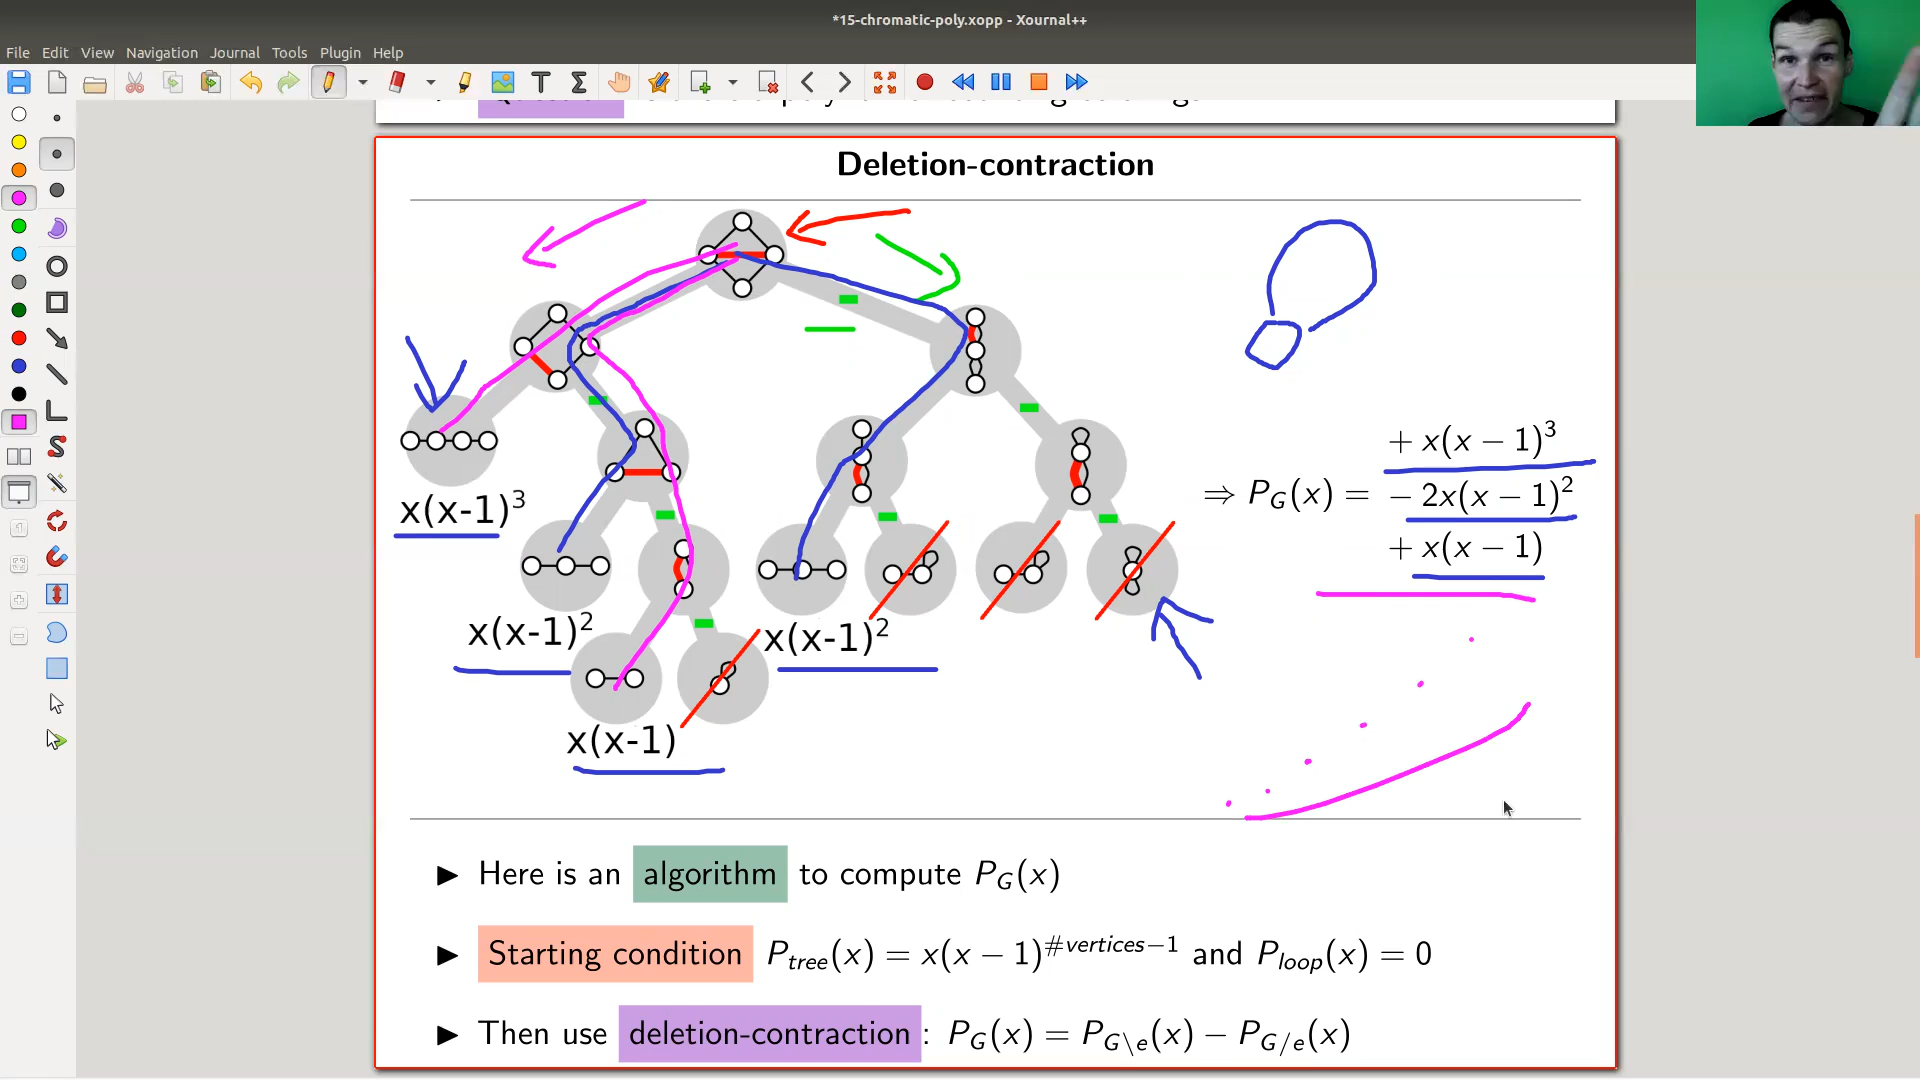 *15-chromatic-poly.xopp - Xournal++
File Edit View Navigation Journal Tools Plugin Help
Deletion-contraction
x(x-1)³
x(x-1)²
x(x-1)²
x(x-1)
+ x(x − 1)³
⇒ P_G(x) = − 2x(x − 1)²
+ x(x − 1)
▶ Here is an algorithm to compute P_G(x)
▶ Starting condition P_tree(x) = x(x − 1)^{#vertices−1} and P_loop(x) = 0
▶ Then use deletion-contraction : P_G(x) = P_{G\e}(x) − P_{G/e}(x)